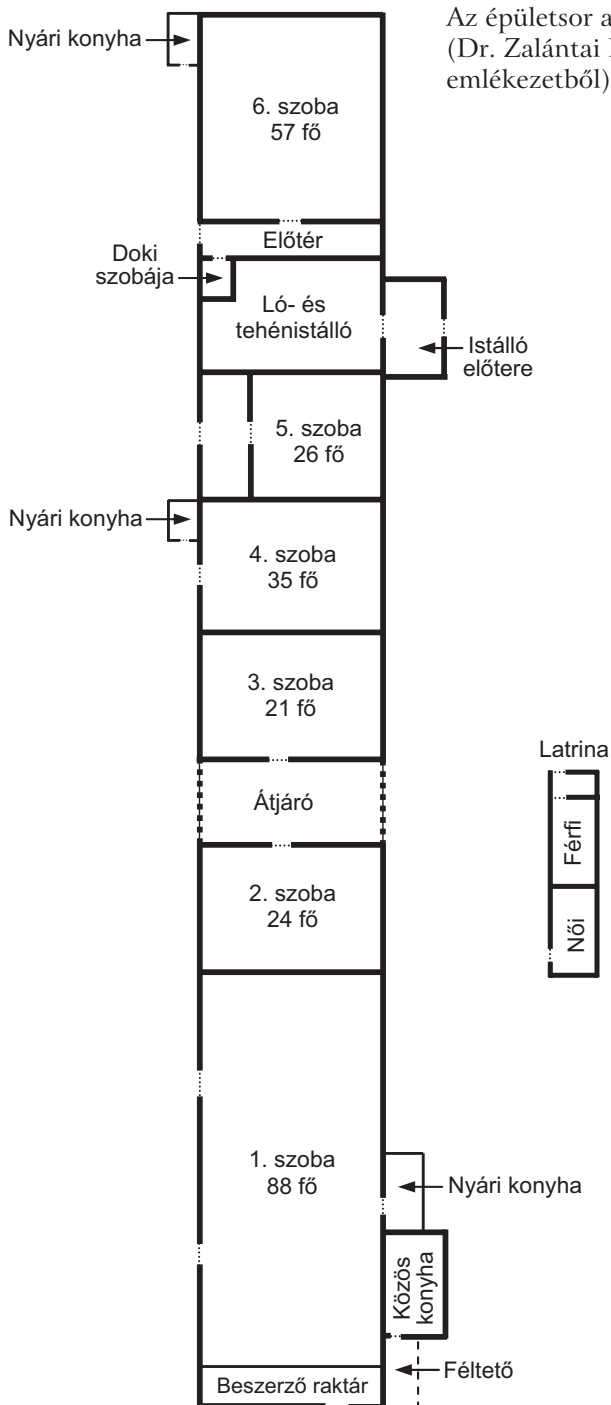 Az épületsor a
(Dr. Zalántai
emlékezetből)
Nyári konyha
6. szoba
57 fő
Előtér
Doki
szobája
Ló- és
tehénistálló
Istálló
előtere
5. szoba
26 fő
Nyári konyha
4. szoba
35 fő
3. szoba
21 fő
Latrina
Átjáró
Férfi
2. szoba
24 fő
Női
1. szoba
88 fő
Nyári konyha
Közös
konyha
Féltető
Beszerző raktár